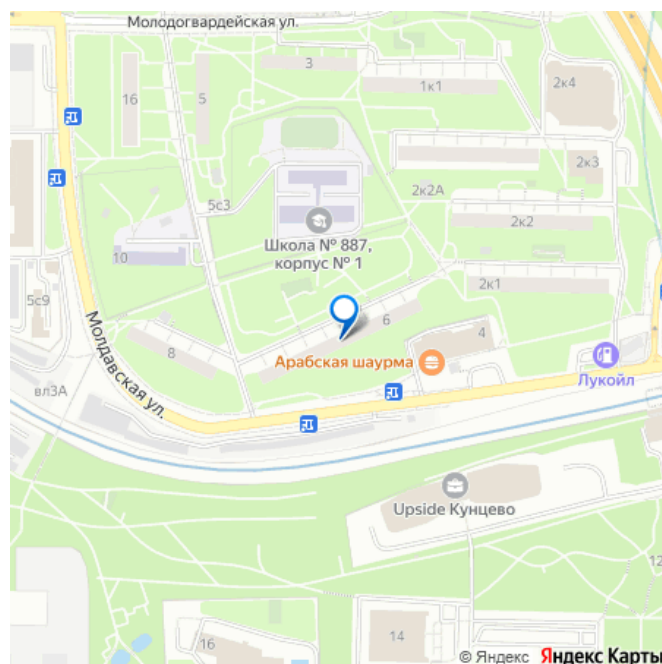 Молодогвардейская ул.
3
1к1
2к4
16
5
2к3
2к2А
5с3
2к2
Школа № 887,
корпус № 1
10
2к1
5с9
6
4
8
Молдавская ул.
Арабская шаурма
Лукойл
вл3А
Upside Кунцево
12
14
16
© Яндекс Яндекс Карты